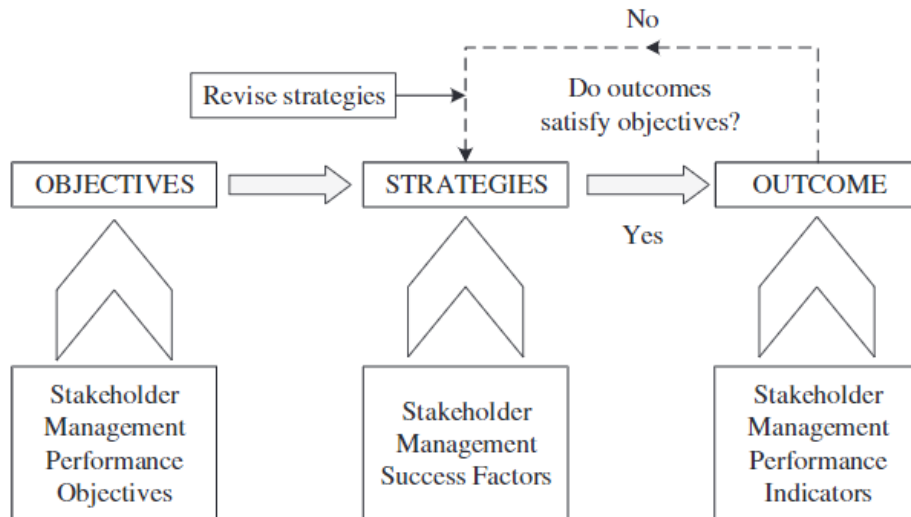 No
Revise strategies
Do outcomes
satisfy objectives?
OBJECTIVES
STRATEGIES
OUTCOME
Yes
Stakeholder
Management
Performance
Objectives
Stakeholder
Management
Success Factors
Stakeholder
Management
Performance
Indicators